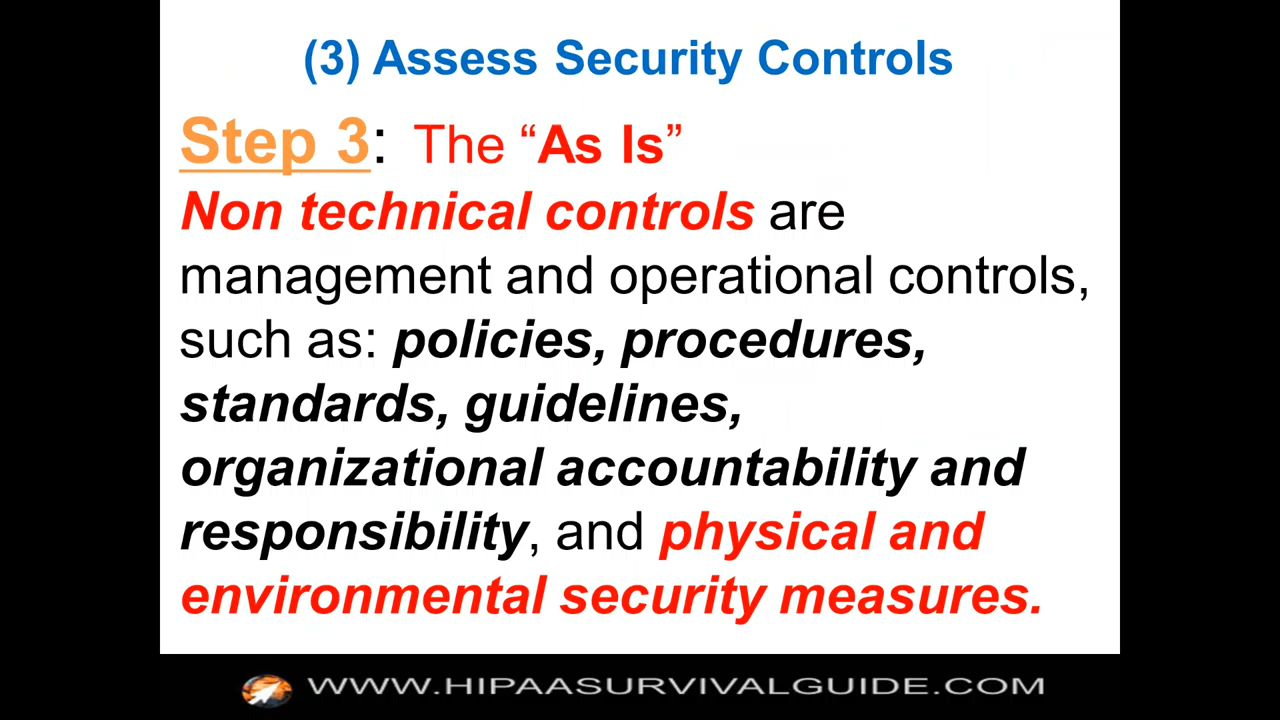 (3) Assess Security Controls
Step 3: The “As Is”
Non technical controls are
management and operational controls,
such as: policies, procedures,
standards, guidelines,
organizational accountability and
responsibility, and physical and
environmental security measures.
WWW.HIPAASURVIVALGUIDE.COM